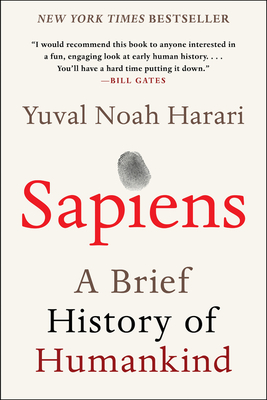 NEW YORK TIMES BESTSELLER
"I would recommend this book to anyone interested in
a fun, engaging look at early human history. . . .
You'll have a hard time putting it down."
—BILL GATES
Yuval Noah Harari
Sapiens
A Brief
History of
Humankind